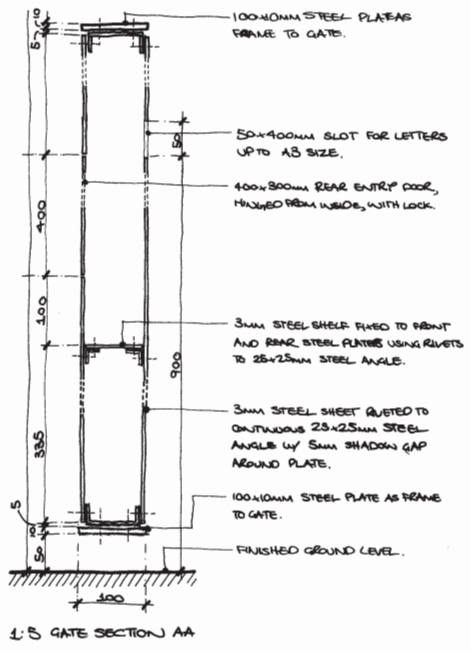 100x10MM STEEL PLATE AS
FRAME TO GATE.
50x400MM SLOT FOR LETTERS
UP TO A3 SIZE.
400x300MM REAR ENTRY DOOR,
HINGED FROM INSIDE, WITH LOCK.
3MM STEEL SHELF FIXED TO FRONT
AND REAR STEEL PLATES USING RIVETS
TO 25x25MM STEEL ANGLE.
3MM STEEL SHEET RIVETED TO
CONTINUOUS 25x25MM STEEL
ANGLE W/ 5MM SHADOW GAP
AROUND PLATE.
100x10MM STEEL PLATE AS FRAME
TO GATE.
FINISHED GROUND LEVEL.
10
5
50
400
100
900
335
5
10
50
100
1:5 GATE SECTION AA